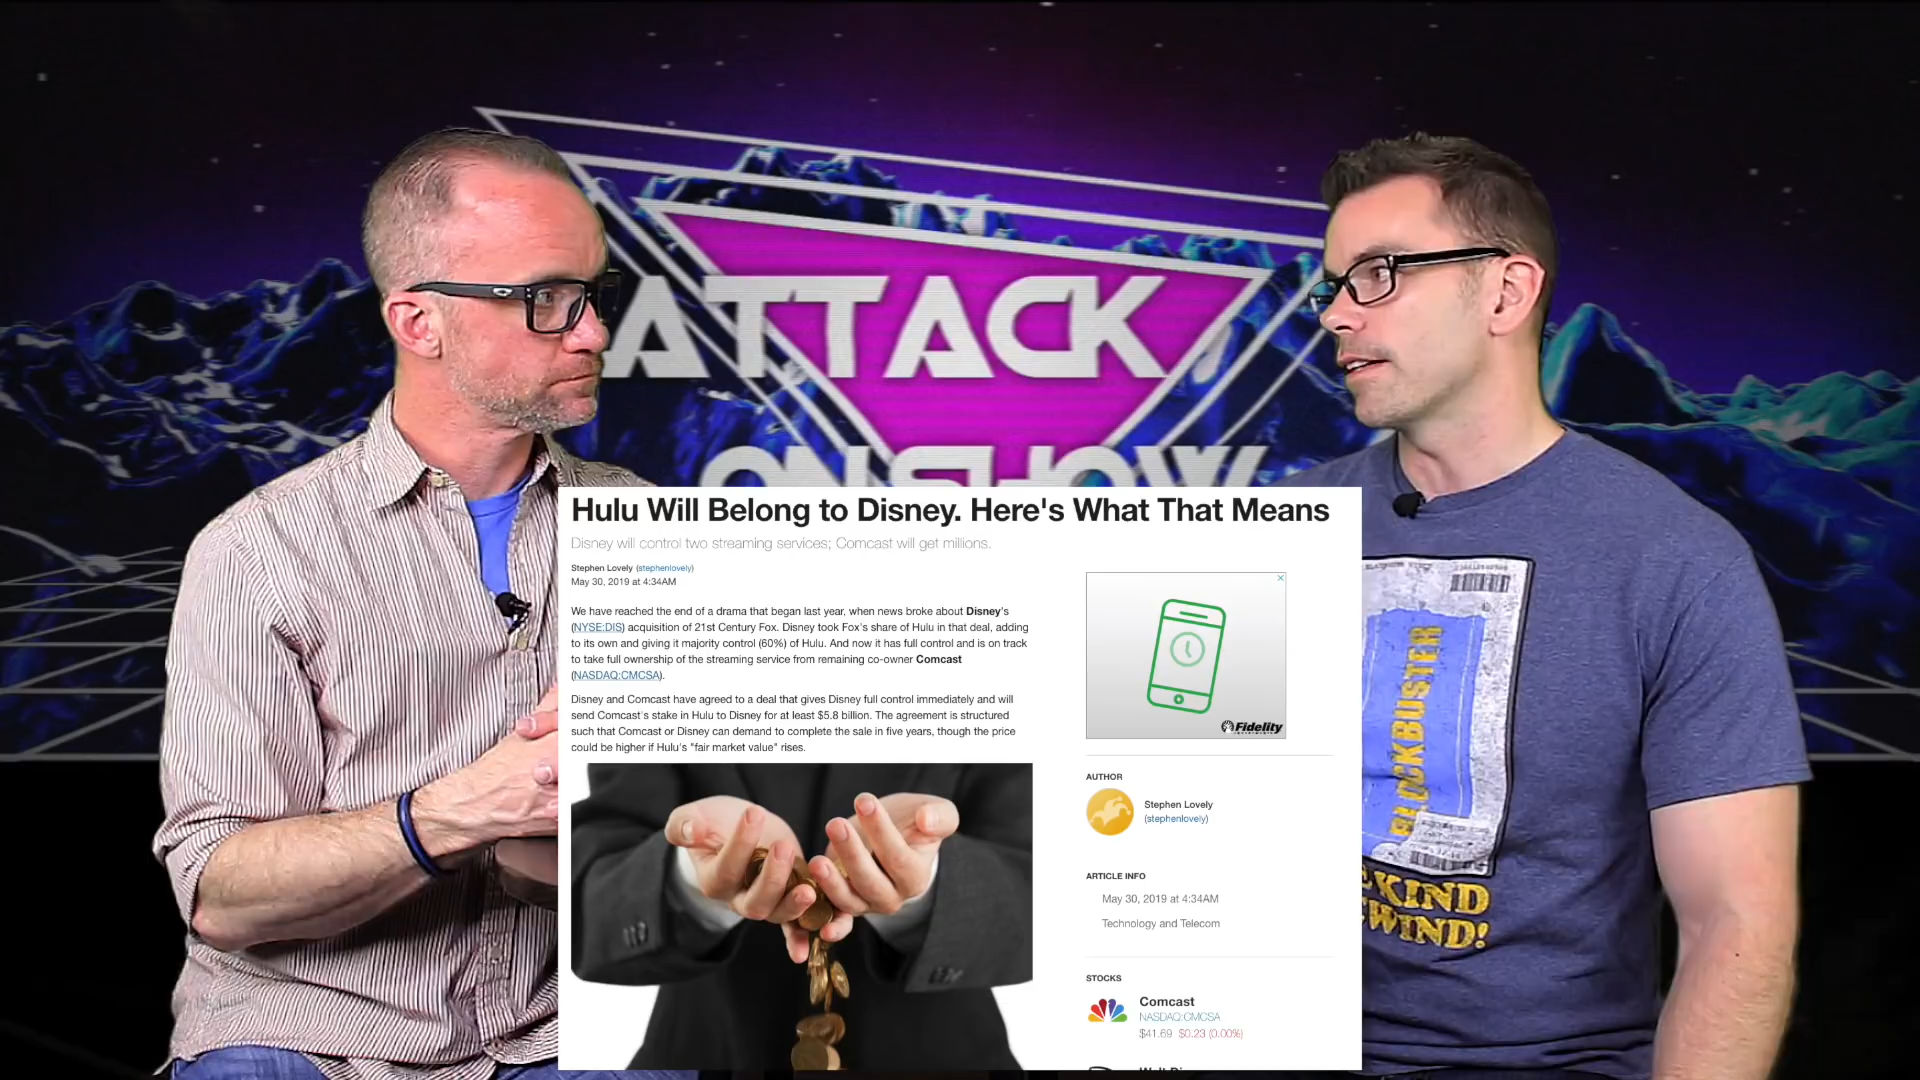 ATTACK
ON SHOW
Hulu Will Belong to Disney. Here's What That Means
Disney will control two streaming services; Comcast will get millions.
Stephen Lovely (stephenlovely)
May 30, 2019 at 4:34AM
We have reached the end of a drama that began last year, when news broke about Disney's
(NYSE:DIS) acquisition of 21st Century Fox. Disney took Fox's share of Hulu in that deal, adding
to its own and giving it majority control (60%) of Hulu. And now it has full control and is on track
to take full ownership of the streaming service from remaining co-owner Comcast
(NASDAQ:CMCSA).
Disney and Comcast have agreed to a deal that gives Disney full control immediately and will
send Comcast's stake in Hulu to Disney for at least $5.8 billion. The agreement is structured
such that Comcast or Disney can demand to complete the sale in five years, though the price
could be higher if Hulu's "fair market value" rises.
Fidelity
INVESTMENTS
AUTHOR
Stephen Lovely
(stephenlovely)
ARTICLE INFO
May 30, 2019 at 4:34AM
Technology and Telecom
STOCKS
Comcast
NASDAQ:CMCSA
$41.69 $0.23 (0.00%)
BLOCKBUSTER
KIND
WIND!